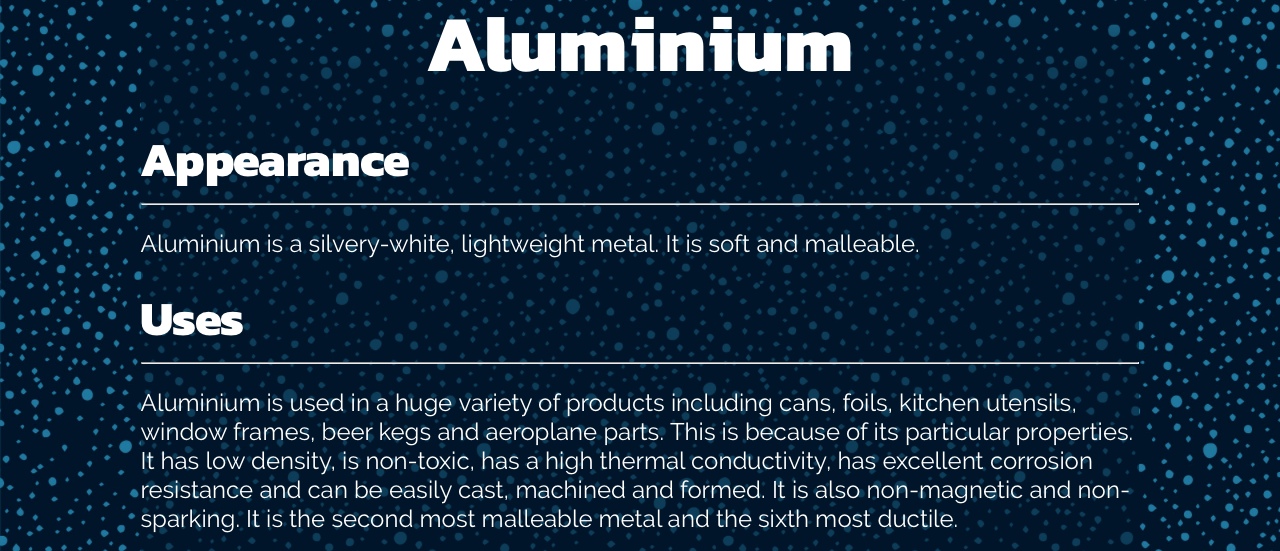 Aluminium
Appearance
Aluminium is a silvery-white, lightweight metal. It is soft and malleable.
Uses
Aluminium is used in a huge variety of products including cans, foils, kitchen utensils,
window frames, beer kegs and aeroplane parts. This is because of its particular properties.
It has low density, is non-toxic, has a high thermal conductivity, has excellent corrosion
resistance and can be easily cast, machined and formed. It is also non-magnetic and non-
sparking. It is the second most malleable metal and the sixth most ductile.